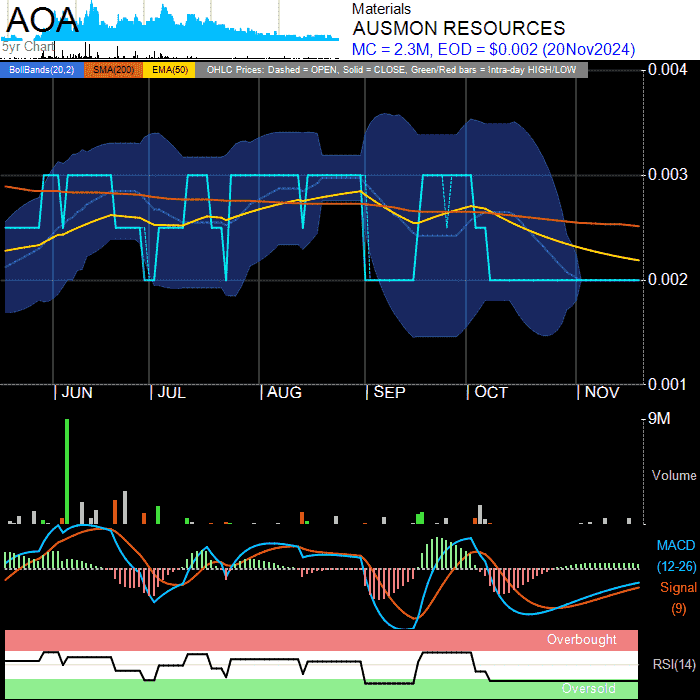 AOA
5yr Chart
Materials
AUSMON RESOURCES
MC = 2.3M, EOD = $0.002 (20Nov2024)
BollBands(20,2) SMA(200) EMA(50) OHLC Prices: Dashed = OPEN, Solid = CLOSE, Green/Red bars = Intra-day HIGH/LOW
0.004
0.003
0.002
0.001
JUN JUL AUG SEP OCT NOV
9M
Volume
MACD
(12-26)
Signal
(9)
Overbought
RSI(14)
Oversold